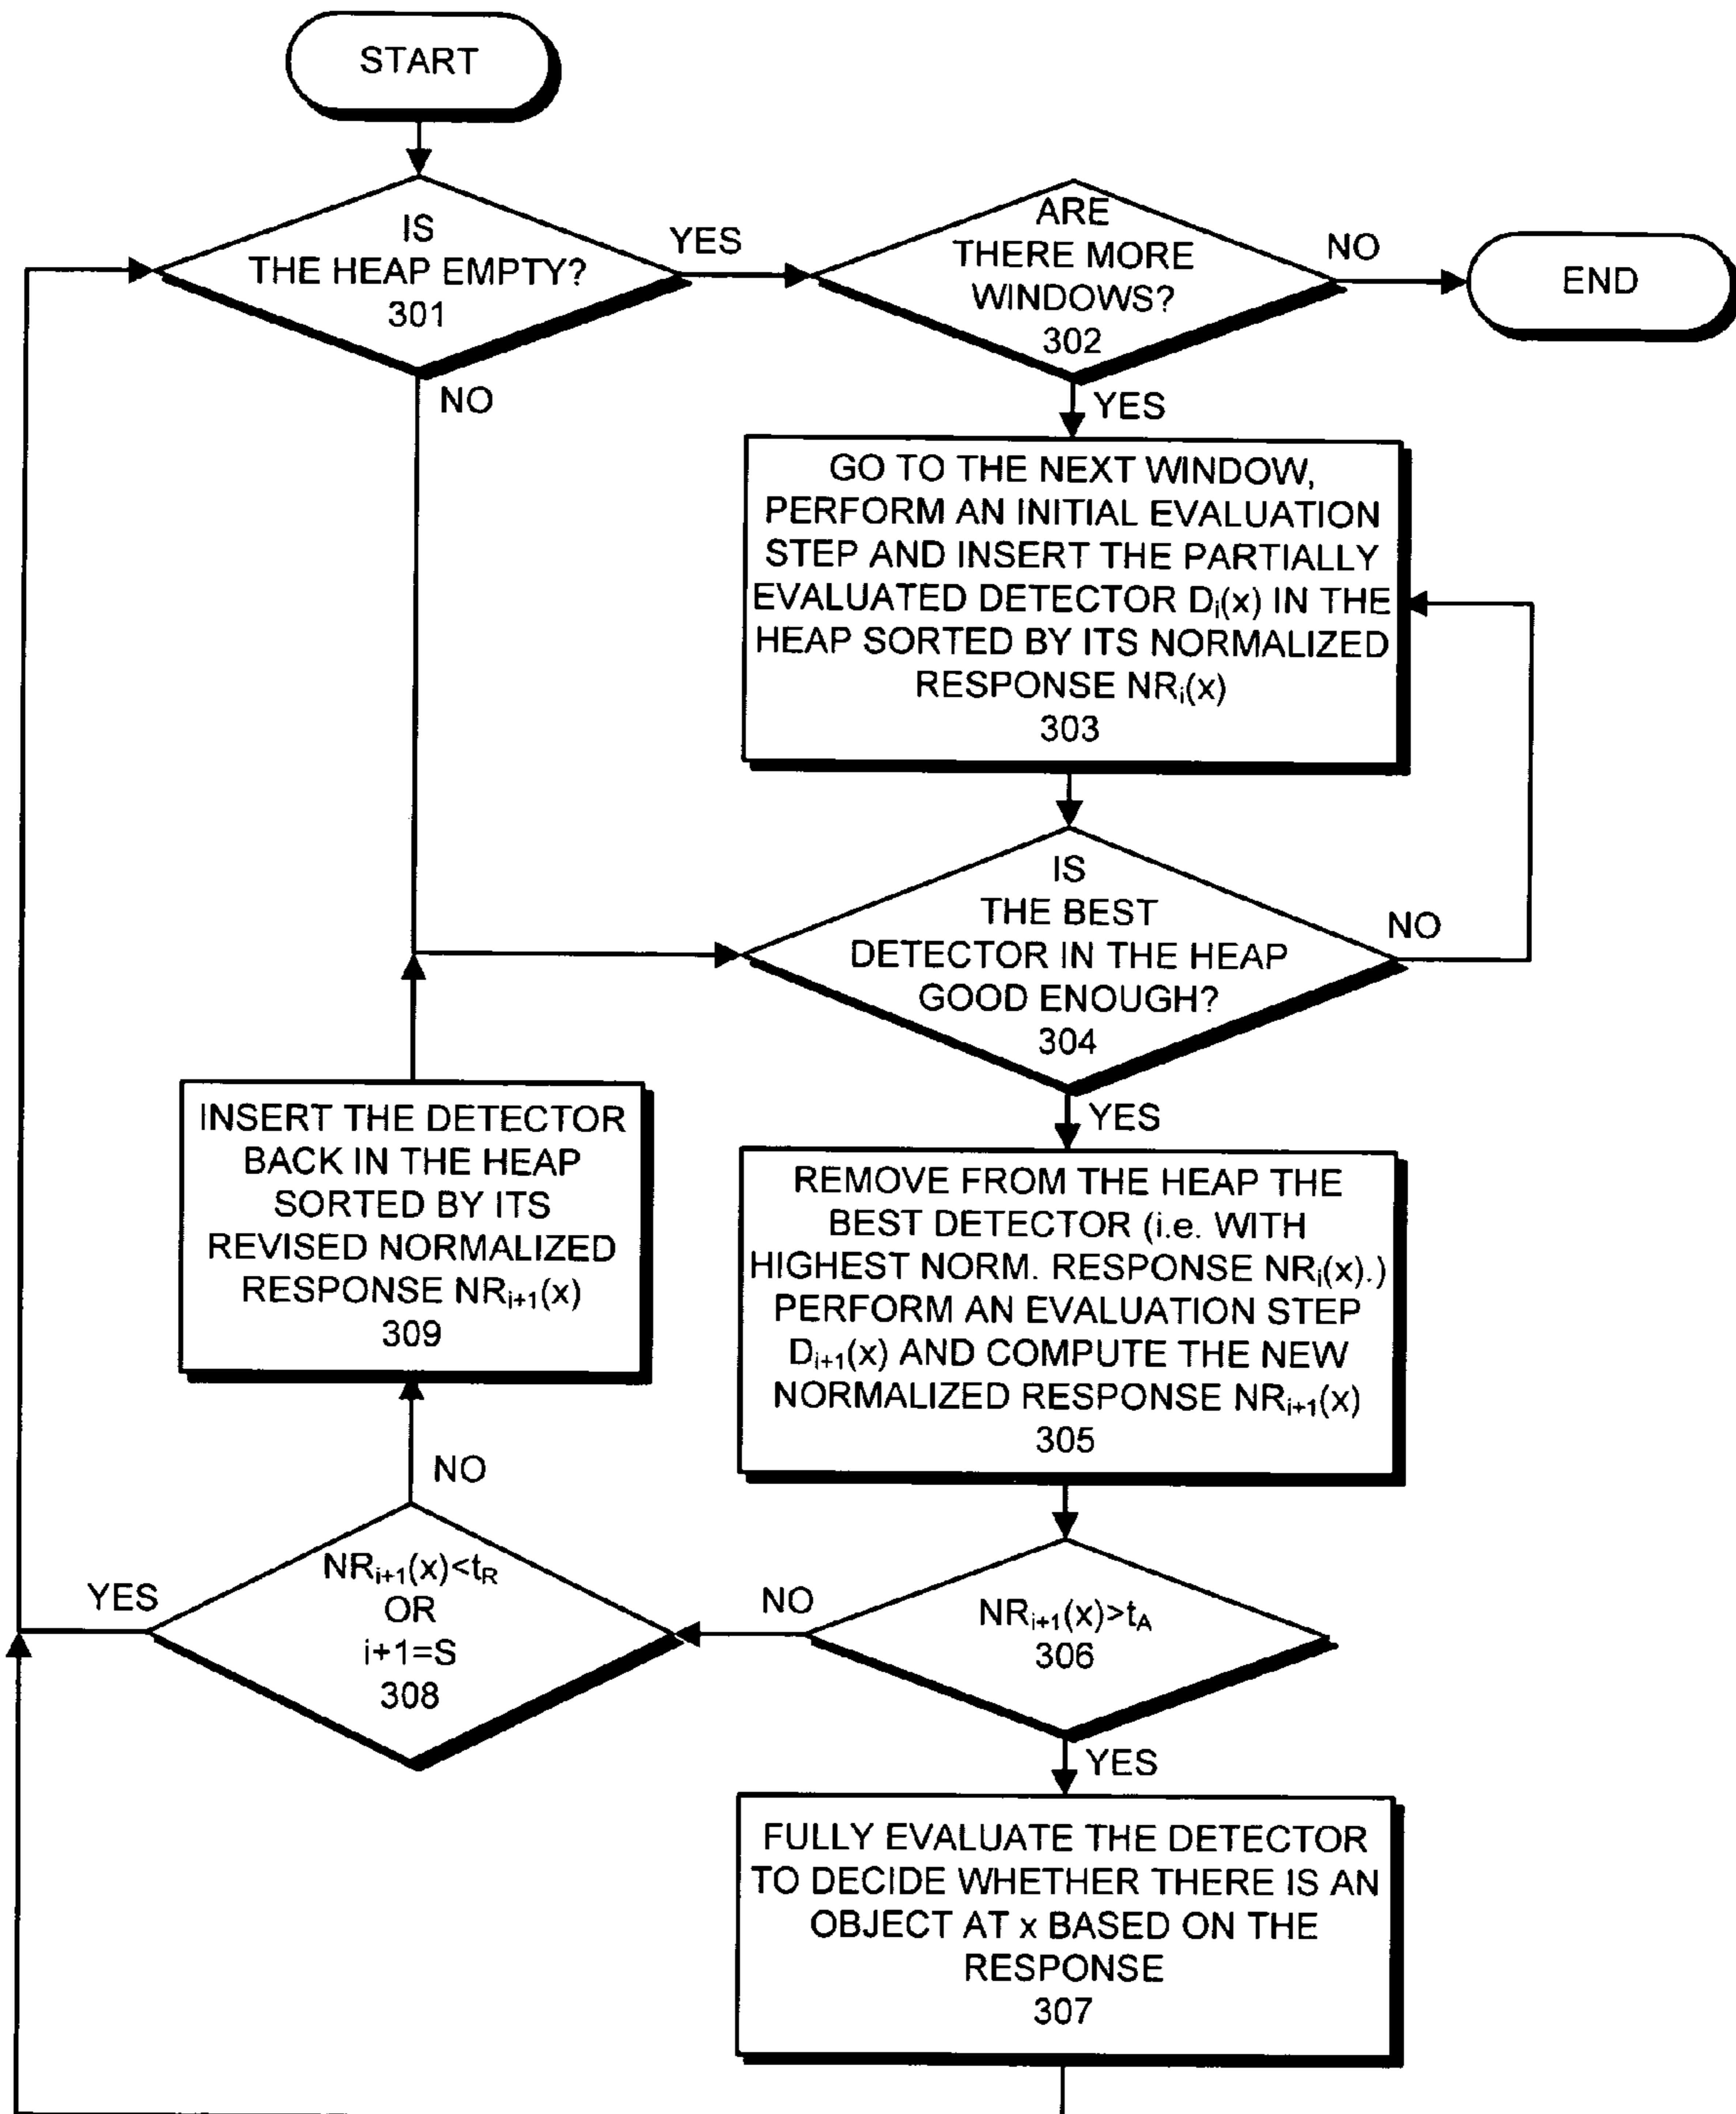 START
IS
THE HEAP EMPTY?
301
YES
NO
ARE
THERE MORE
WINDOWS?
302
NO
END
YES
GO TO THE NEXT WINDOW,
PERFORM AN INITIAL EVALUATION
STEP AND INSERT THE PARTIALLY
EVALUATED DETECTOR Dᵢ(x) IN THE
HEAP SORTED BY ITS NORMALIZED
RESPONSE NRᵢ(x)
303
IS
THE BEST
DETECTOR IN THE HEAP
GOOD ENOUGH?
304
NO
YES
REMOVE FROM THE HEAP THE
BEST DETECTOR (i.e. WITH
HIGHEST NORM. RESPONSE NRᵢ(x).)
PERFORM AN EVALUATION STEP
Dᵢ₊₁(x) AND COMPUTE THE NEW
NORMALIZED RESPONSE NRᵢ₊₁(x)
305
NRᵢ₊₁(x)>t_A
306
NO
YES
FULLY EVALUATE THE DETECTOR
TO DECIDE WHETHER THERE IS AN
OBJECT AT x BASED ON THE
RESPONSE
307
NRᵢ₊₁(x)<t_R
OR
i+1=S
308
YES
NO
INSERT THE DETECTOR
BACK IN THE HEAP
SORTED BY ITS
REVISED NORMALIZED
RESPONSE NRᵢ₊₁(x)
309